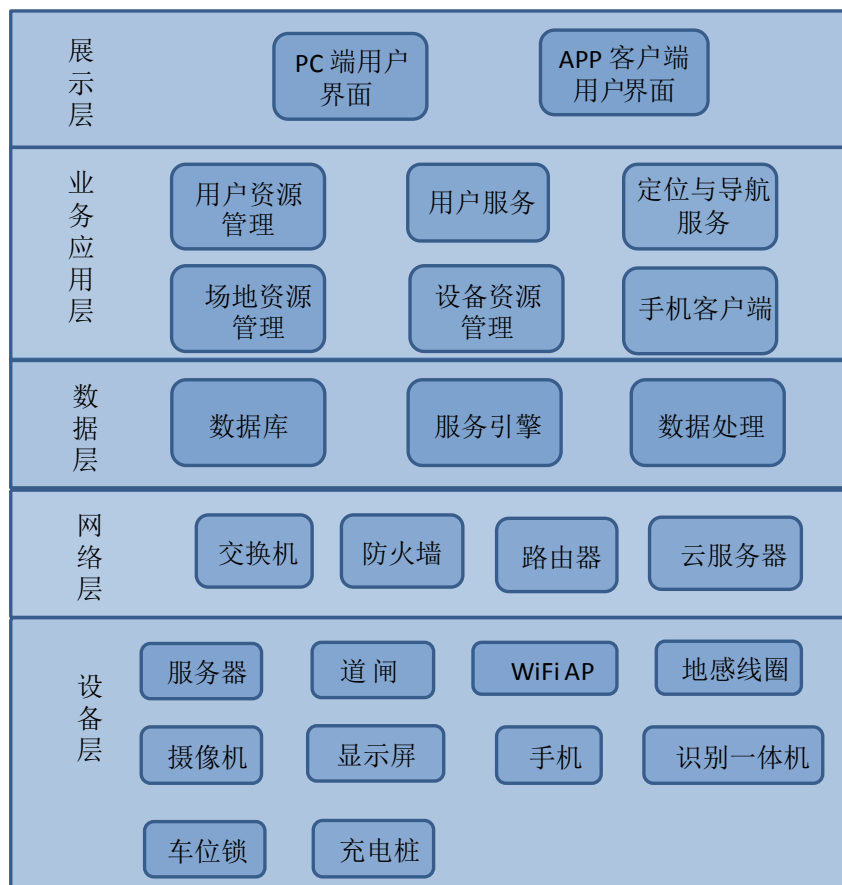 展示层
PC 端用户
界面
APP 客户端
用户界面
业务应用层
用户资源
管理
用户服务
定位与导航
服务
场地资源
管理
设备资源
管理
手机客户端
数据层
数据库
服务引擎
数据处理
网络层
交换机
防火墙
路由器
云服务器
设备层
服务器
道 闸
WiFi AP
地感线圈
摄像机
显示屏
手机
识别一体机
车位锁
充电桩